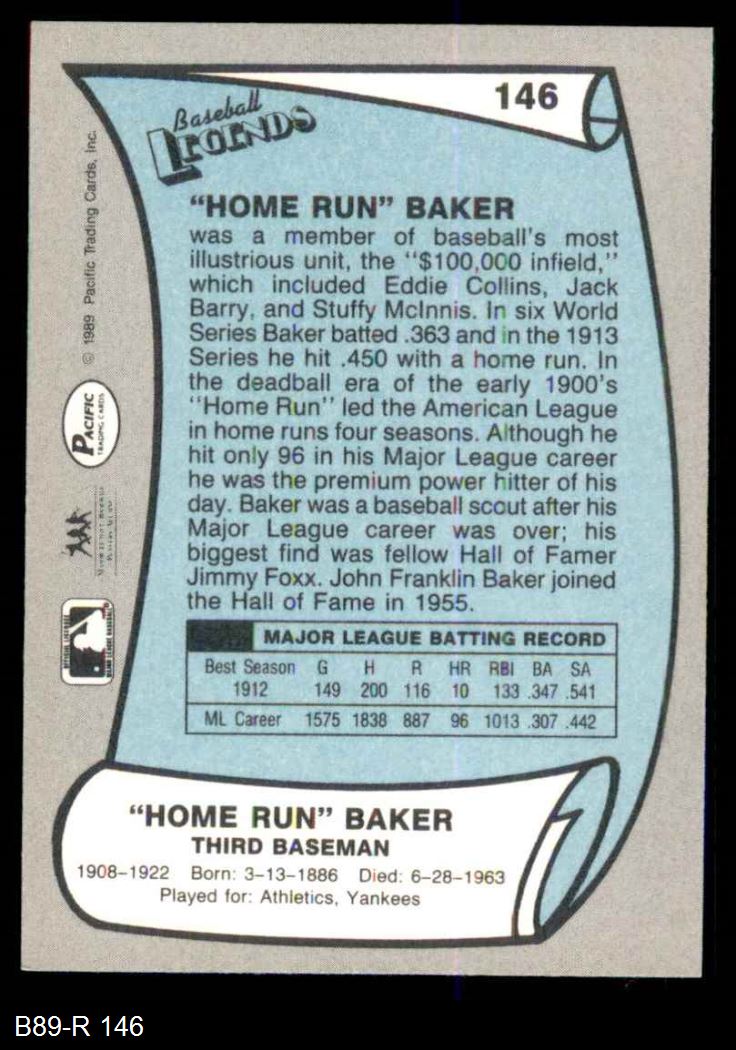 146
Baseball
LEGENDS
"HOME RUN" BAKER
was a member of baseball's most
illustrious unit, the "$100,000 infield,"
which included Eddie Collins, Jack
Barry, and Stuffy McInnis. In six World
Series Baker batted .363 and in the 1913
Series he hit .450 with a home run. In
the deadball era of the early 1900's
"Home Run" led the American League
in home runs four seasons. Although he
hit only 96 in his Major League career
he was the premium power hitter of his
day. Baker was a baseball scout after his
Major League career was over; his
biggest find was fellow Hall of Famer
Jimmy Foxx. John Franklin Baker joined
the Hall of Fame in 1955.
MAJOR LEAGUE BATTING RECORD
Best Season G H R HR RBI BA SA
1912 149 200 116 10 133 .347 .541
ML Career 1575 1838 887 96 1013 .307 .442
"HOME RUN" BAKER
THIRD BASEMAN
1908-1922 Born: 3-13-1886 Died: 6-28-1963
Played for: Athletics, Yankees
© 1989 Pacific Trading Cards, Inc.
PACIFIC
TRADING CARDS
B89-R 146